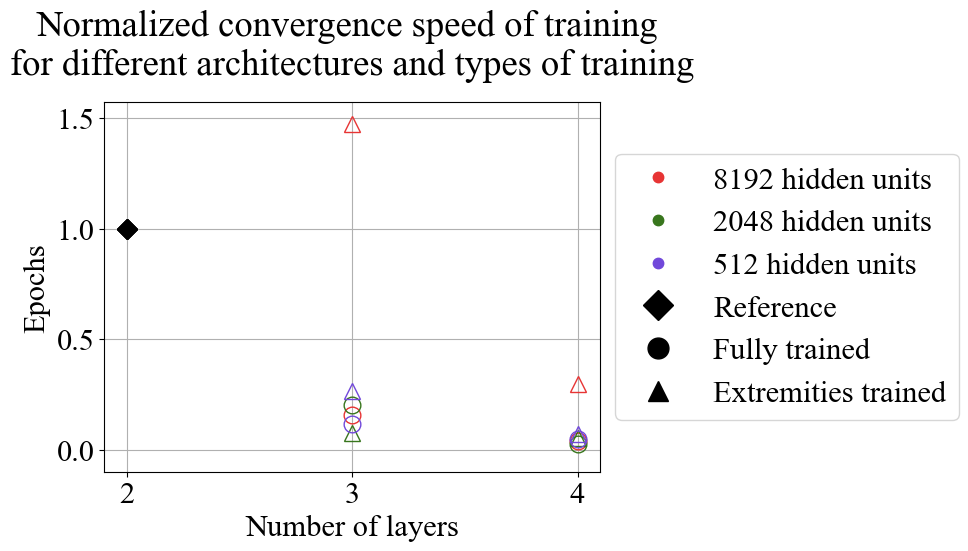 Normalized convergence speed of training
for different architectures and types of training
1.5
1.0
0.5
0.0
Epochs
2
3
4
Number of layers
8192 hidden units
2048 hidden units
512 hidden units
Reference
Fully trained
Extremities trained